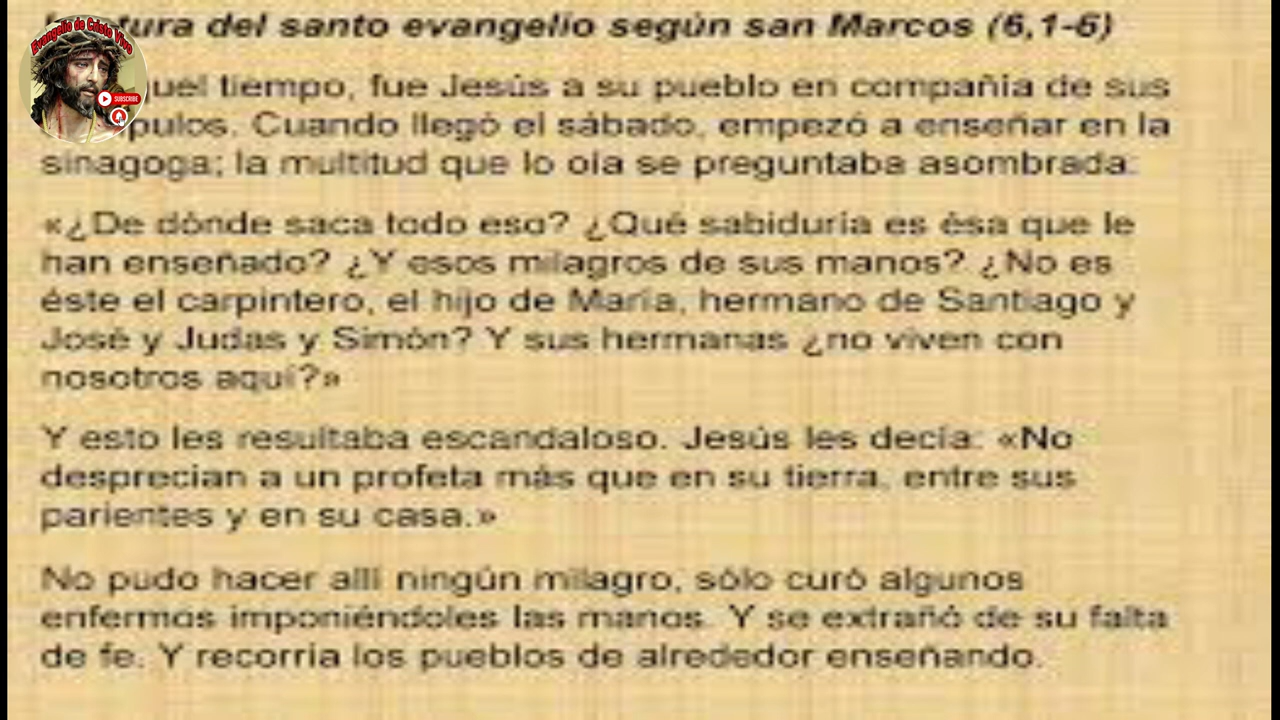 Evangelio de Cristo Vivo
SUBSCRIBE
tura del santo evangelio según san Marcos (6,1-6)
uel tiempo, fue Jesús a su pueblo en compañía de sus
pulos. Cuando llegó el sábado, empezó a enseñar en la
sinagoga; la multitud que lo oía se preguntaba asombrada:
«¿De dónde saca todo eso? ¿Qué sabiduría es ésa que le
han enseñado? ¿Y esos milagros de sus manos? ¿No es
éste el carpintero, el hijo de María, hermano de Santiago y
José y Judas y Simón? Y sus hermanas ¿no viven con
nosotros aquí?»
Y esto les resultaba escandaloso. Jesús les decía: «No
desprecian a un profeta más que en su tierra, entre sus
parientes y en su casa.»
No pudo hacer allí ningún milagro, sólo curó algunos
enfermos imponiéndoles las manos. Y se extrañó de su falta
de fe. Y recorría los pueblos de alrededor enseñando.